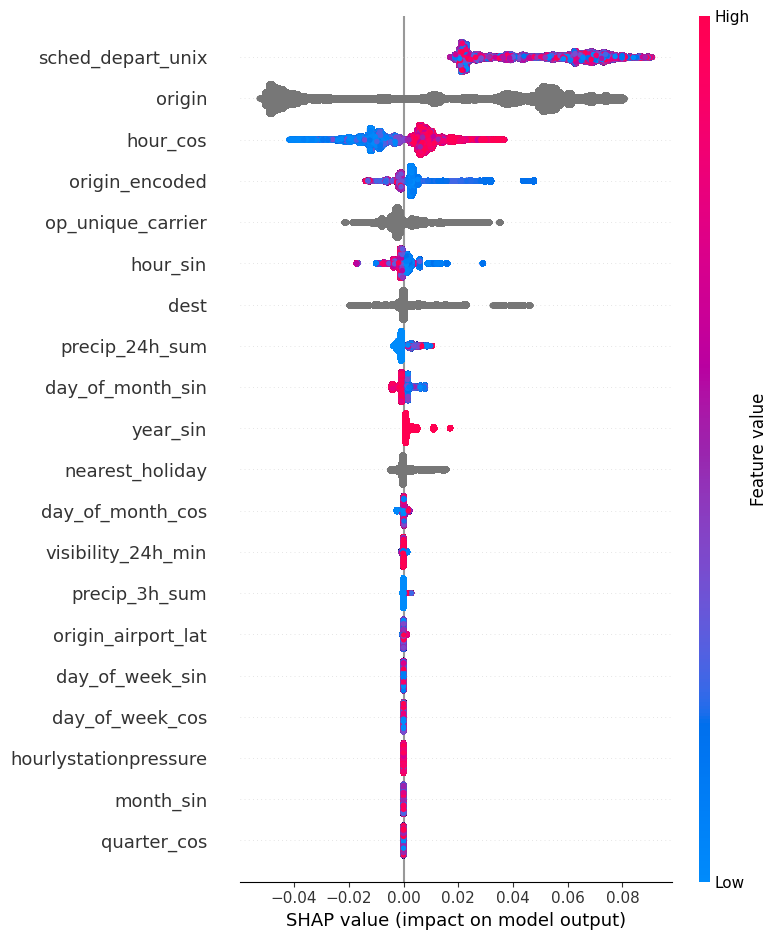 High
sched_depart_unix
origin
hour_cos
origin_encoded
op_unique_carrier
hour_sin
dest
precip_24h_sum
day_of_month_sin
year_sin
nearest_holiday
day_of_month_cos
visibility_24h_min
precip_3h_sum
origin_airport_lat
day_of_week_sin
day_of_week_cos
hourlystationpressure
month_sin
quarter_cos
Feature value
Low
−0.04 −0.02 0.00 0.02 0.04 0.06 0.08
SHAP value (impact on model output)